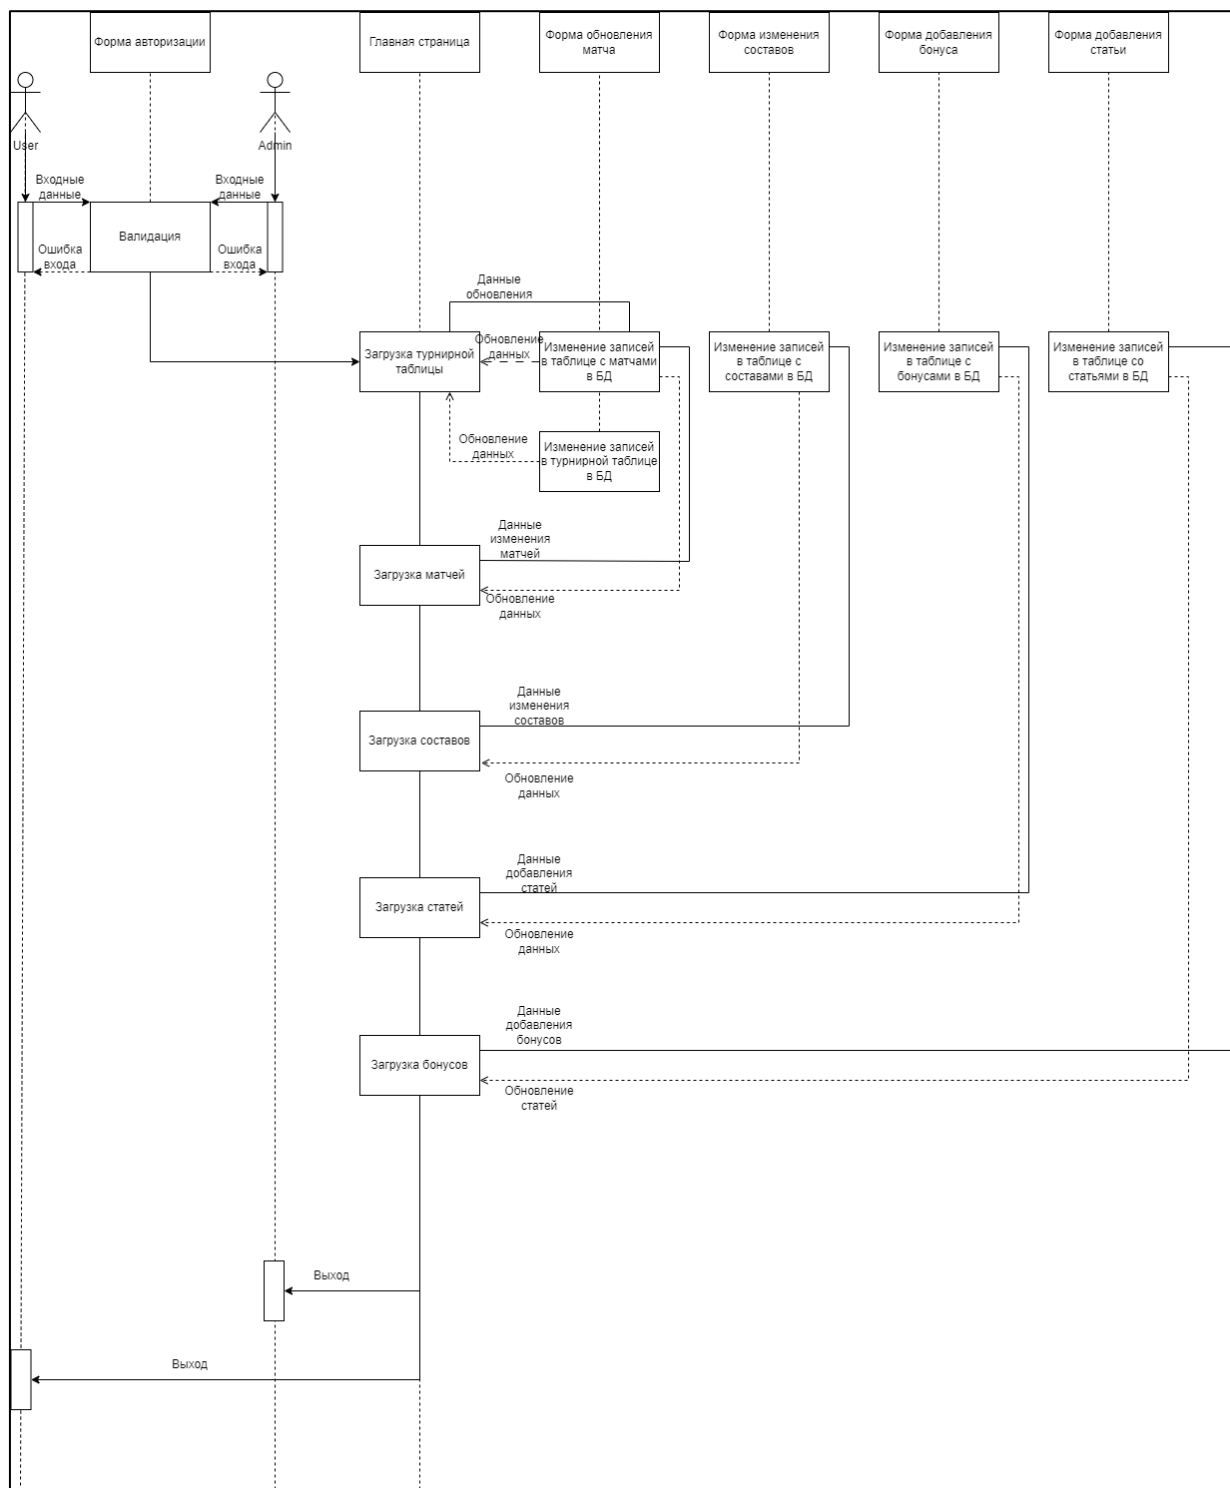 Форма авторизации
Главная страница
Форма обновления
матча
Форма изменения
составов
Форма добавления
бонуса
Форма добавления
статьи
User
Admin
Входные
данные
Входные
данные
Валидация
Ошибка
входа
Ошибка
входа
Данные
обновления
Загрузка турнирной
таблицы
Обновление
данных
Изменение записей
в таблице с матчами
в БД
Изменение записей
в таблице с
составами в БД
Изменение записей
в таблице с
бонусами в БД
Изменение записей
в таблице со
статьями в БД
Обновление
данных
Изменение записей
в турнирной таблице
в БД
Данные
изменения
матчей
Загрузка матчей
Обновление
данных
Данные
изменения
составов
Загрузка составов
Обновление
данных
Данные
добавления
статей
Загрузка статей
Обновление
данных
Данные
добавления
бонусов
Загрузка бонусов
Обновление
статей
Выход
Выход